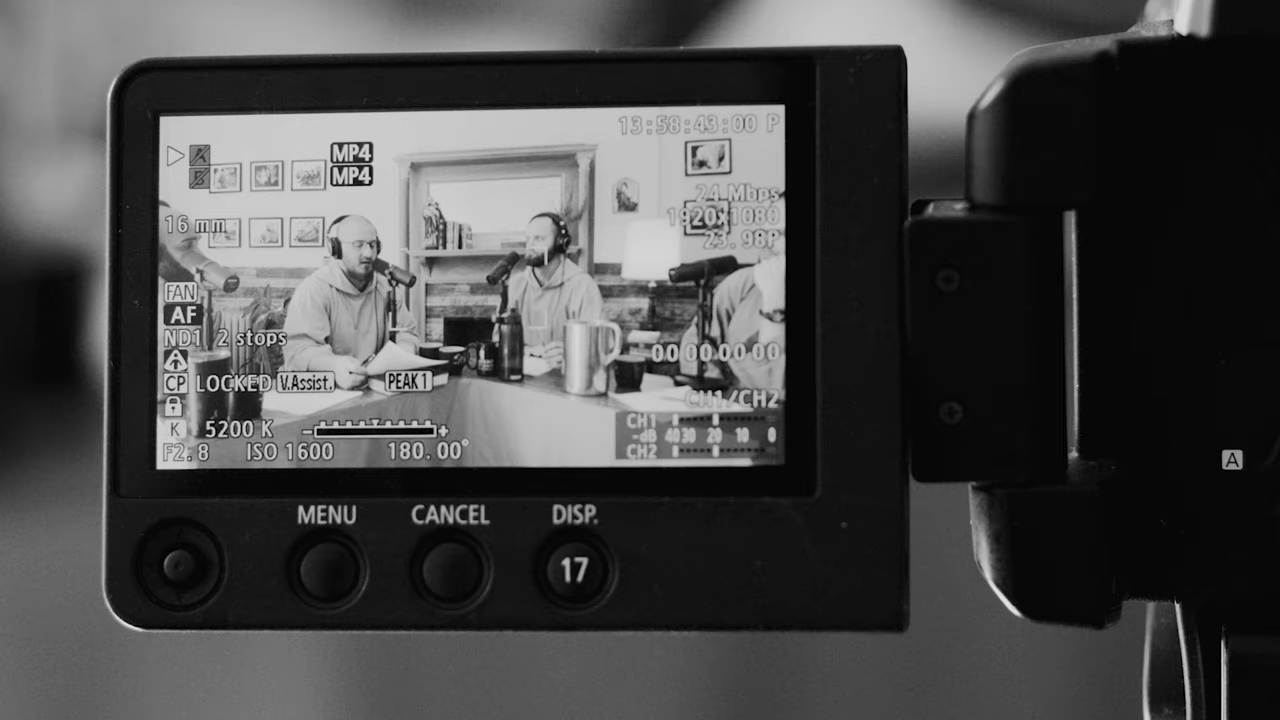 13:58:43:00 P
A MP4
B MP4
24 Mbps
16 mm 1920x1080
23.98P
FAN
AF
ND1 2 stops
00 00 00 00
CP LOCKED V.Assist. PEAK1
CH1/CH2
K 5200 K - +
CH1
-dB 40 30 20 10 0
CH2
F2.8 ISO 1600 180.00°
MENU CANCEL DISP.
17
A